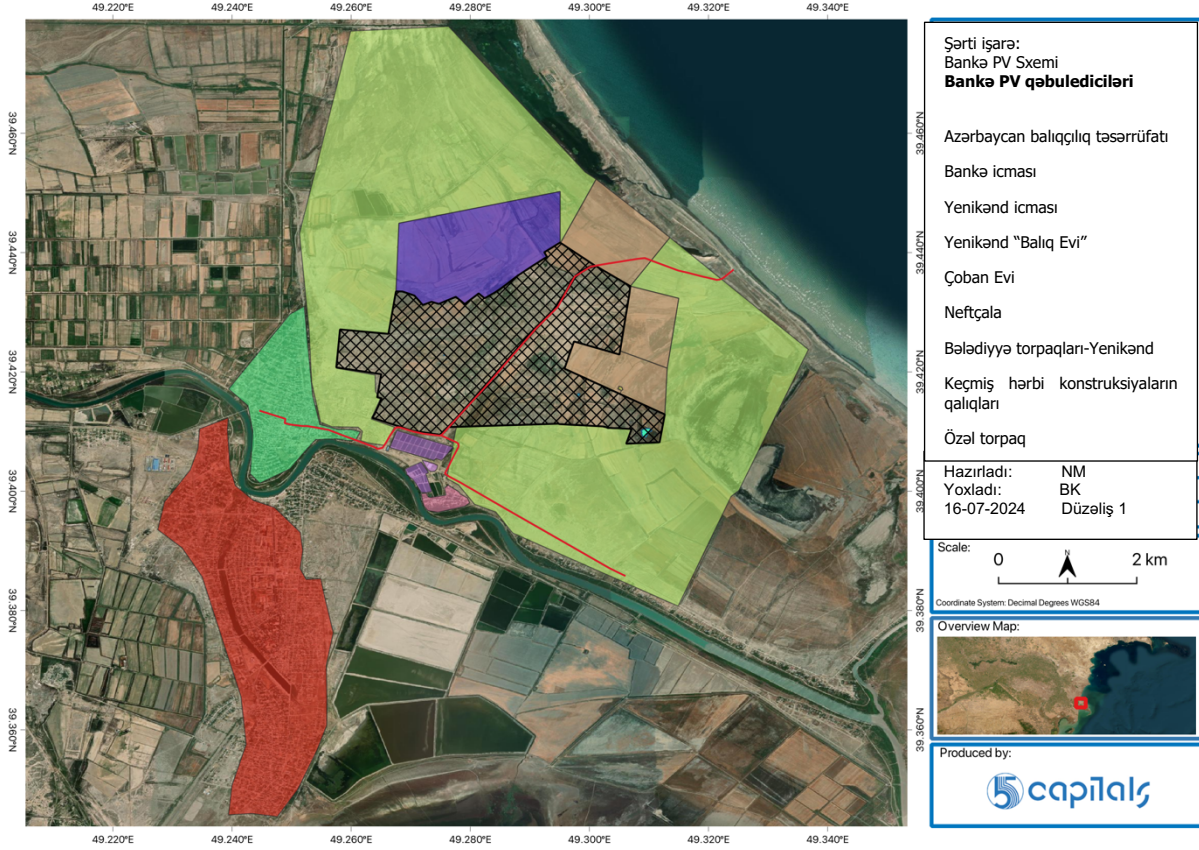 49.220°E 49.240°E 49.260°E 49.280°E 49.300°E 49.320°E 49.340°E
39.460°N
39.440°N
39.420°N
39.400°N
39.380°N
39.360°N
39.460°N
39.440°N
39.420°N
39.400°N
39.380°N
39.360°N
49.220°E 49.240°E 49.260°E 49.280°E 49.300°E 49.320°E 49.340°E
Şərti işarə:
Bankə PV Sxemi
Bankə PV qəbulediciləri
Azərbaycan balıqçılıq təsərrüfatı
Bankə icması
Yenikənd icması
Yenikənd “Balıq Evi”
Çoban Evi
Neftçala
Bələdiyyə torpaqları-Yenikənd
Keçmiş hərbi konstruksiyaların
qalıqları
Özəl torpaq
Hazırladı: NM
Yoxladı: BK
16-07-2024 Düzəliş 1
Scale:
0 N 2 km
Coordinate System: Decimal Degrees WGS84
Overview Map:
Produced by:
5 capitals